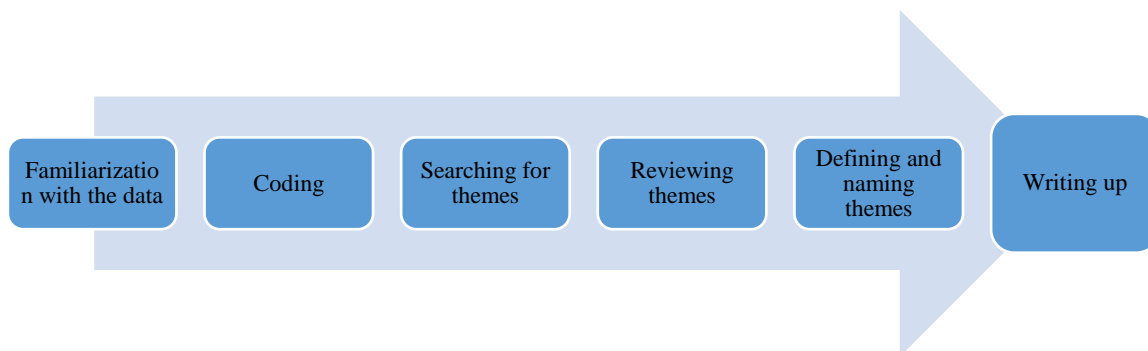 Familiarizatio
n with the data
Coding
Searching for
themes
Reviewing
themes
Defining and
naming
themes
Writing up